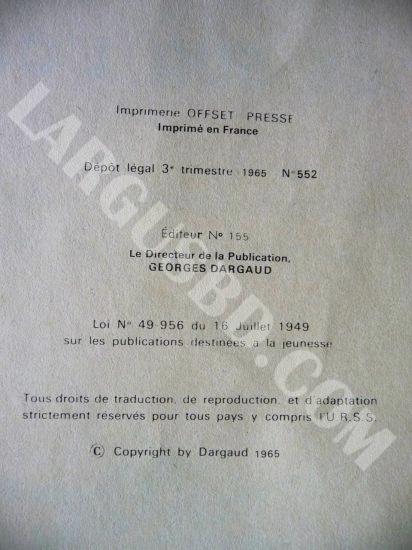 Imprimerie OFFSET PRESSE
Imprimé en France
Dépôt légal 3e trimestre 1965 N° 552
Éditeur No 155
Le Directeur de la Publication,
GEORGES DARGAUD
Loi N° 49-956 du 16 Juillet 1949
sur les publications destinées à la jeunesse
Tous droits de traduction, de reproduction, et d'adaptation
strictement réservés pour tous pays y compris l'U.R.S.S.
© Copyright by Dargaud 1965
LARGUSBD.COM